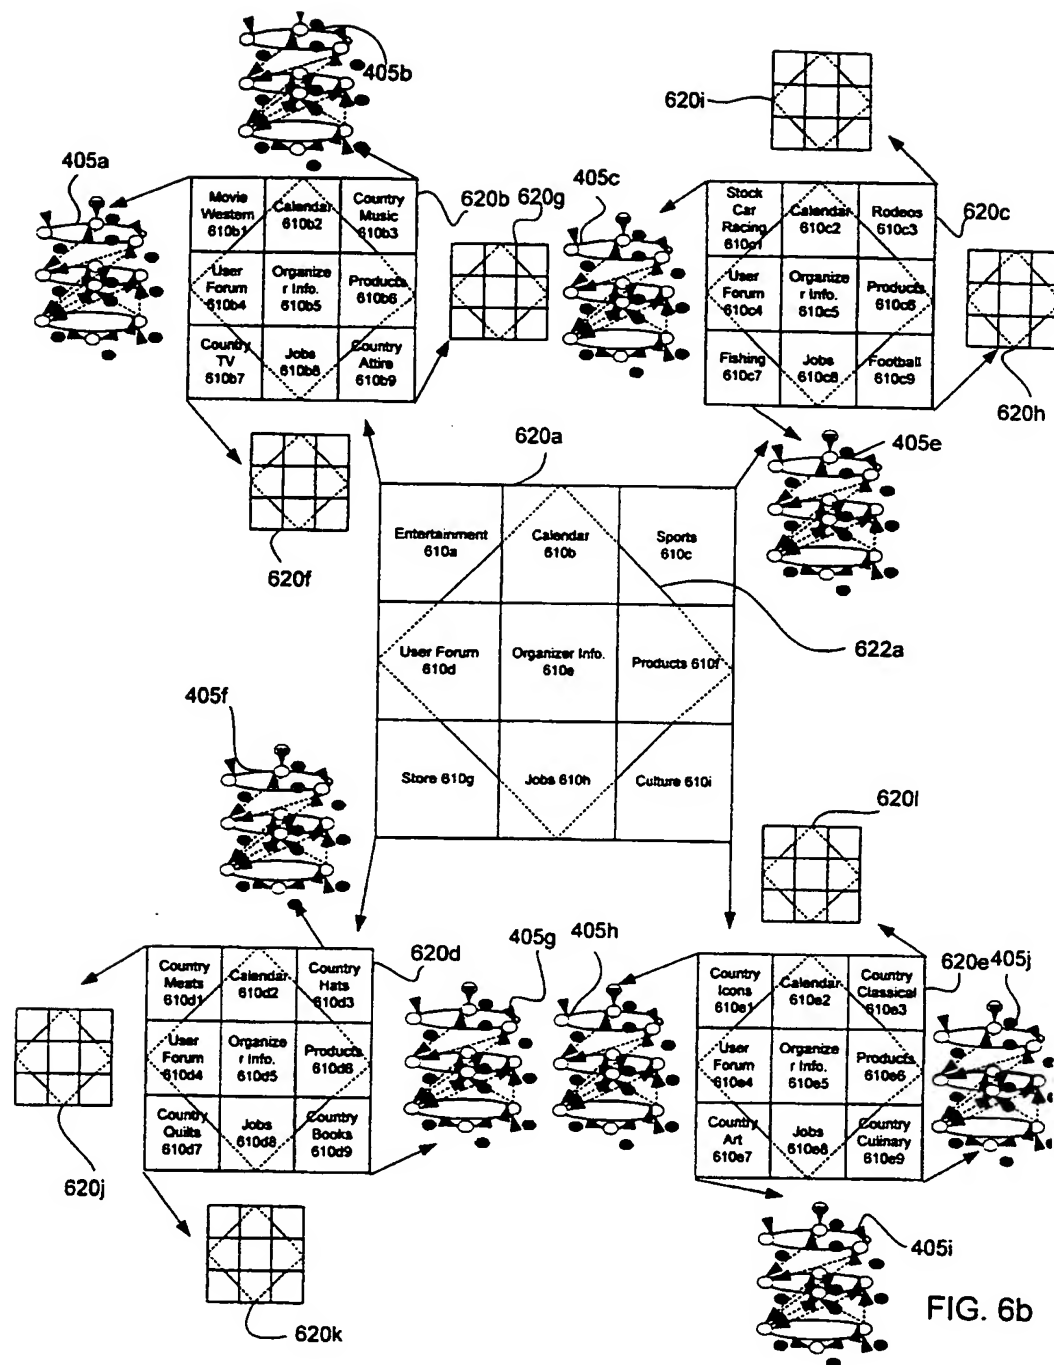 405b
620i
405a
Movie
Western
610b1
Calendar
610b2
Country
Music
610b3
User
Forum
610b4
Organize
r Info.
610b5
Products
610b6
Country
TV
610b7
Jobs
610b8
Country
Attire
610b9
620b
620g
405c
Stock
Car
Racing
610c1
Calendar
610c2
Rodeos
610c3
User
Forum
610c4
Organize
r Info.
610c5
Products
610c6
Fishing
610c7
Jobs
610c8
Football
610c9
620c
620h
620f
405e
620a
Entertainment
610a
Calendar
610b
Sports
610c
User Forum
610d
Organizer Info.
610e
Products 610f
Store 610g
Jobs 610h
Culture 610i
622a
405f
620l
Country
Meats
610d1
Calendar
610d2
Country
Hats
610d3
User
Forum
610d4
Organize
r Info.
610d5
Products
610d6
Country
Quilts
610d7
Jobs
610d8
Country
Books
610d9
620d
405g
405h
Country
Icons
610e1
Calendar
610e2
Country
Classical
610e3
User
Forum
610e4
Organize
r Info.
610e5
Products
610e6
Country
Art
610e7
Jobs
610e8
Country
Culinary
610e9
620e
405j
620j
620k
405i
FIG. 6b